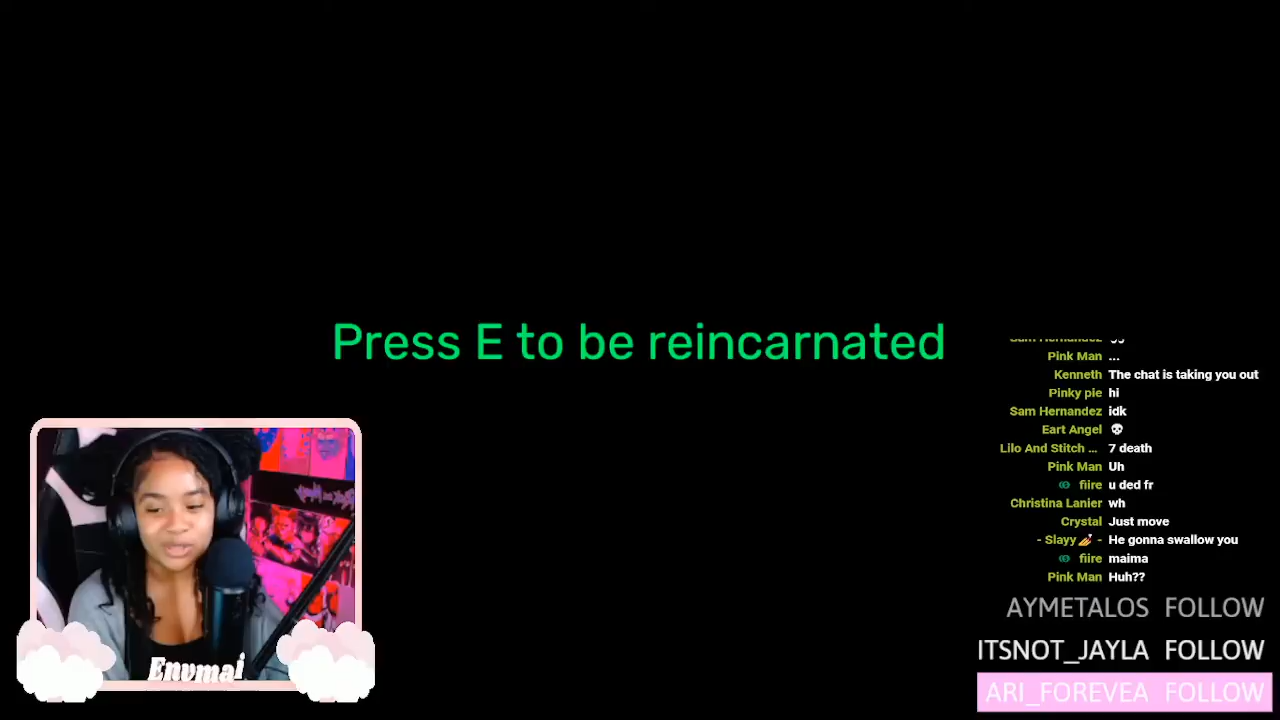 Press E to be reincarnated
Pink Man ...
Kenneth The chat is taking you out
Pinky pie hi
Sam Hernandez idk
Eart Angel 💀
Lilo And Stitch ... 7 death
Pink Man Uh
fiire u ded fr
Christina Lanier wh
Crystal Just move
- Slayy💅 - He gonna swallow you
fiire maima
Pink Man Huh??
AYMETALOS FOLLOW
ITSNOT_JAYLA FOLLOW
ARI_FOREVEA FOLLOW
Envmai